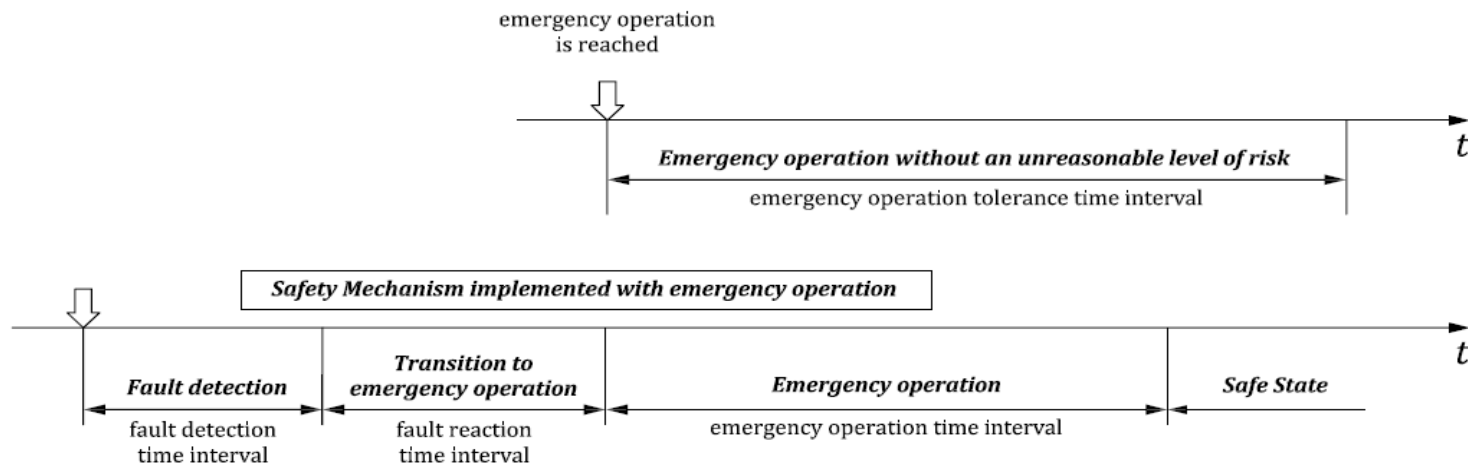 emergency operation
is reached
t
Emergency operation without an unreasonable level of risk
emergency operation tolerance time interval
Safety Mechanism implemented with emergency operation
t
Fault detection
Transition to
emergency operation
Emergency operation
Safe State
fault detection
time interval
fault reaction
time interval
emergency operation time interval